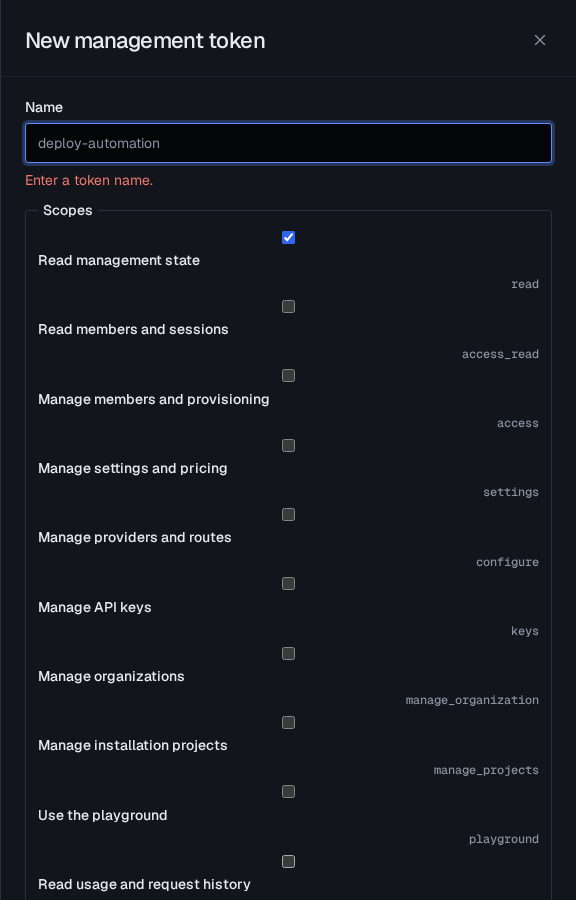 New management token
Name
deploy-automation
Enter a token name.
Scopes
Read management state
read
Read members and sessions
access_read
Manage members and provisioning
access
Manage settings and pricing
settings
Manage providers and routes
configure
Manage API keys
keys
Manage organizations
manage_organization
Manage installation projects
manage_projects
Use the playground
playground
Read usage and request history